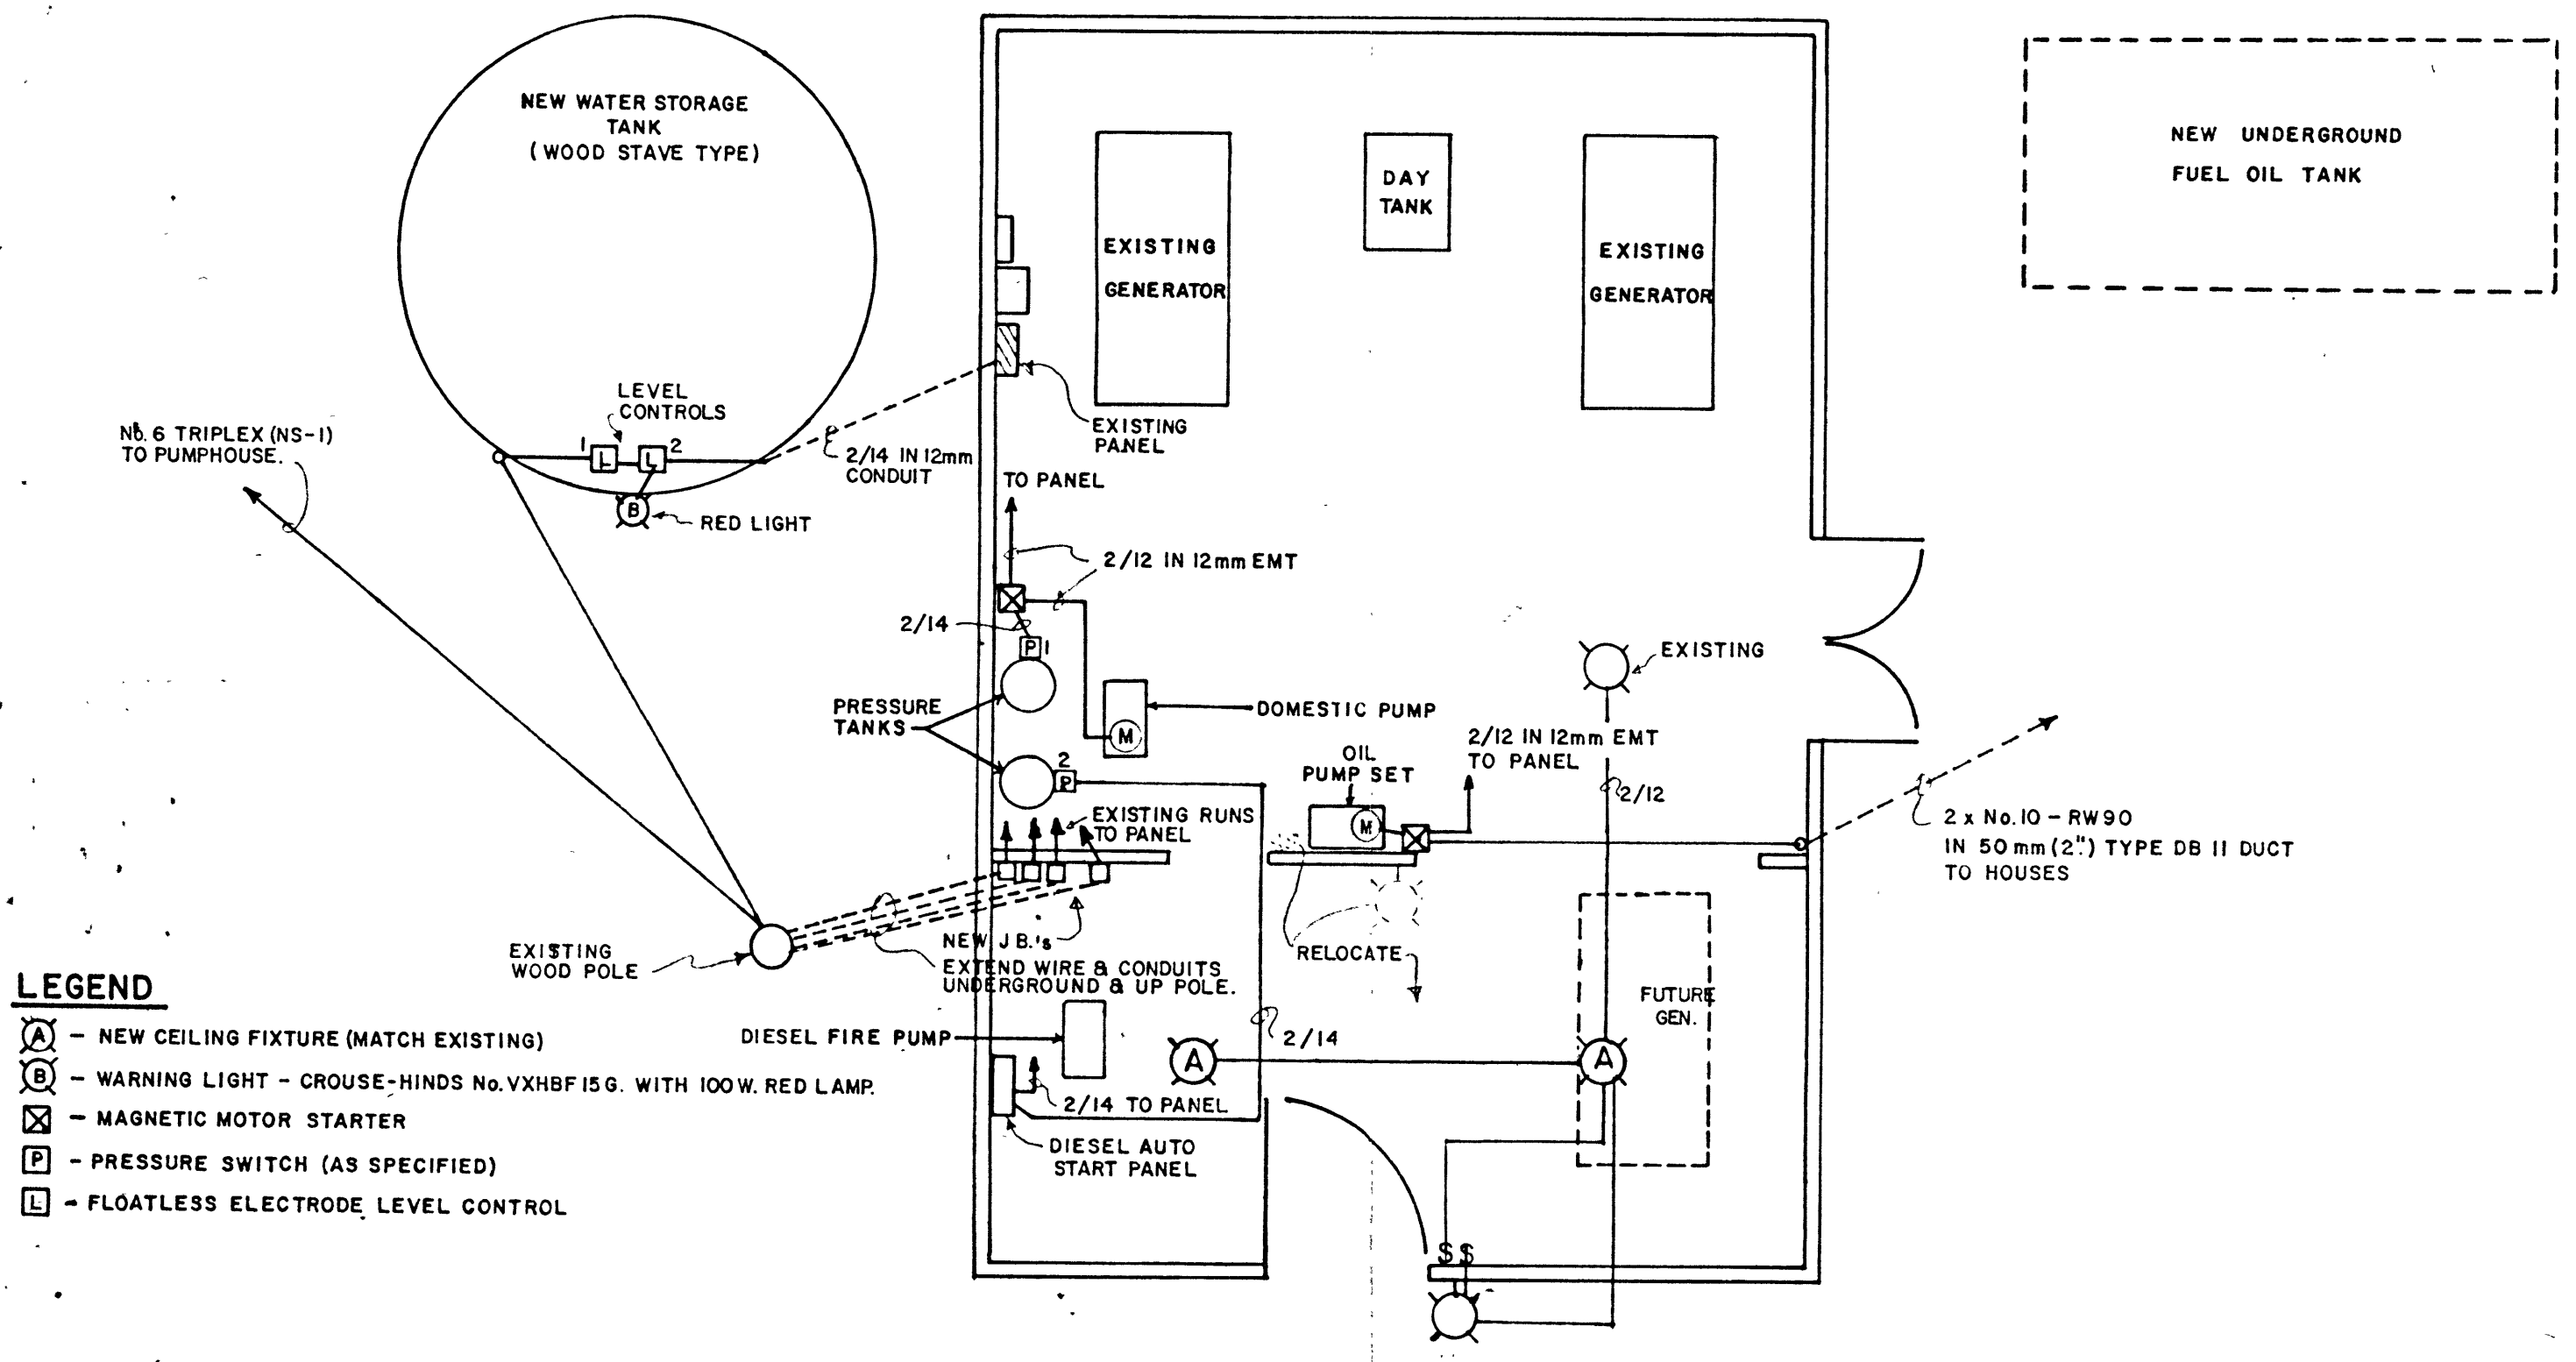 NEW WATER STORAGE
TANK
(WOOD STAVE TYPE)
LEVEL
CONTROLS
1
L
L
2
B
RED LIGHT
No. 6 TRIPLEX (NS-1)
TO PUMPHOUSE.
2/14 IN 12mm
CONDUIT
EXISTING
GENERATOR
DAY
TANK
EXISTING
GENERATOR
NEW UNDERGROUND
FUEL OIL TANK
EXISTING
PANEL
TO PANEL
2/12 IN 12mm EMT
2/14
P
1
PRESSURE
TANKS
M
DOMESTIC PUMP
2
P
EXISTING RUNS
TO PANEL
OIL
PUMP SET
M
2/12 IN 12mm EMT
TO PANEL
EXISTING
2/12
2 x No. 10 - RW90
IN 50mm (2") TYPE DB II DUCT
TO HOUSES
EXISTING
WOOD POLE
NEW J.B.'s
EXTEND WIRE & CONDUITS
UNDERGROUND & UP POLE.
RELOCATE
FUTURE
GEN.
DIESEL FIRE PUMP
A
2/14
A
2/14 TO PANEL
DIESEL AUTO
START PANEL
$ $
LEGEND
A - NEW CEILING FIXTURE (MATCH EXISTING)
B - WARNING LIGHT - CROUSE-HINDS No. VXHBF15G. WITH 100W. RED LAMP.
- MAGNETIC MOTOR STARTER
P - PRESSURE SWITCH (AS SPECIFIED)
L - FLOATLESS ELECTRODE LEVEL CONTROL